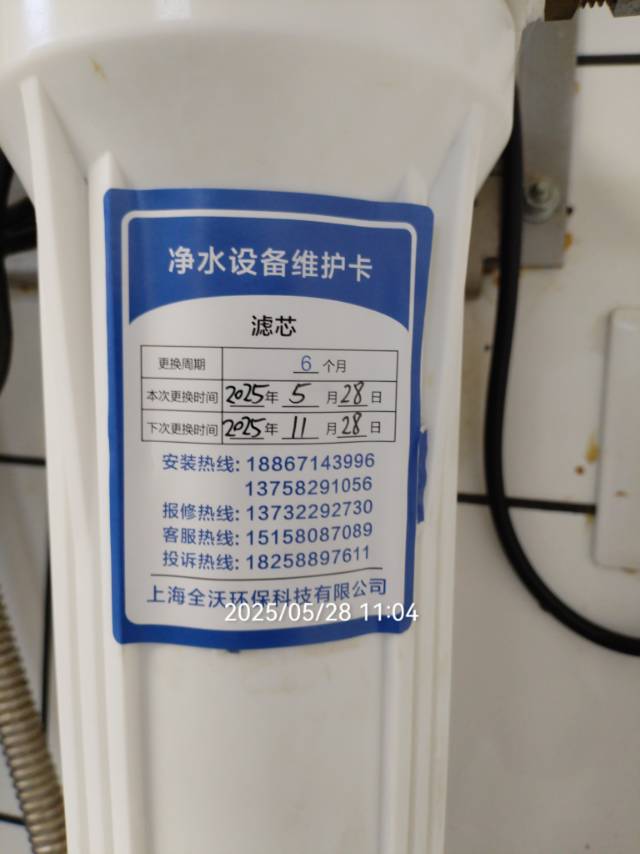 净水设备维护卡
滤芯
更换周期 6 个月
本次更换时间 2025年 5 月 28 日
下次更换时间 2025年 11 月 28 日
安装热线: 18867143996
13758291056
报修热线: 13732292730
客服热线: 15158087089
投诉热线: 18258897611
上海全沃环保科技有限公司
2025/05/28 11:04